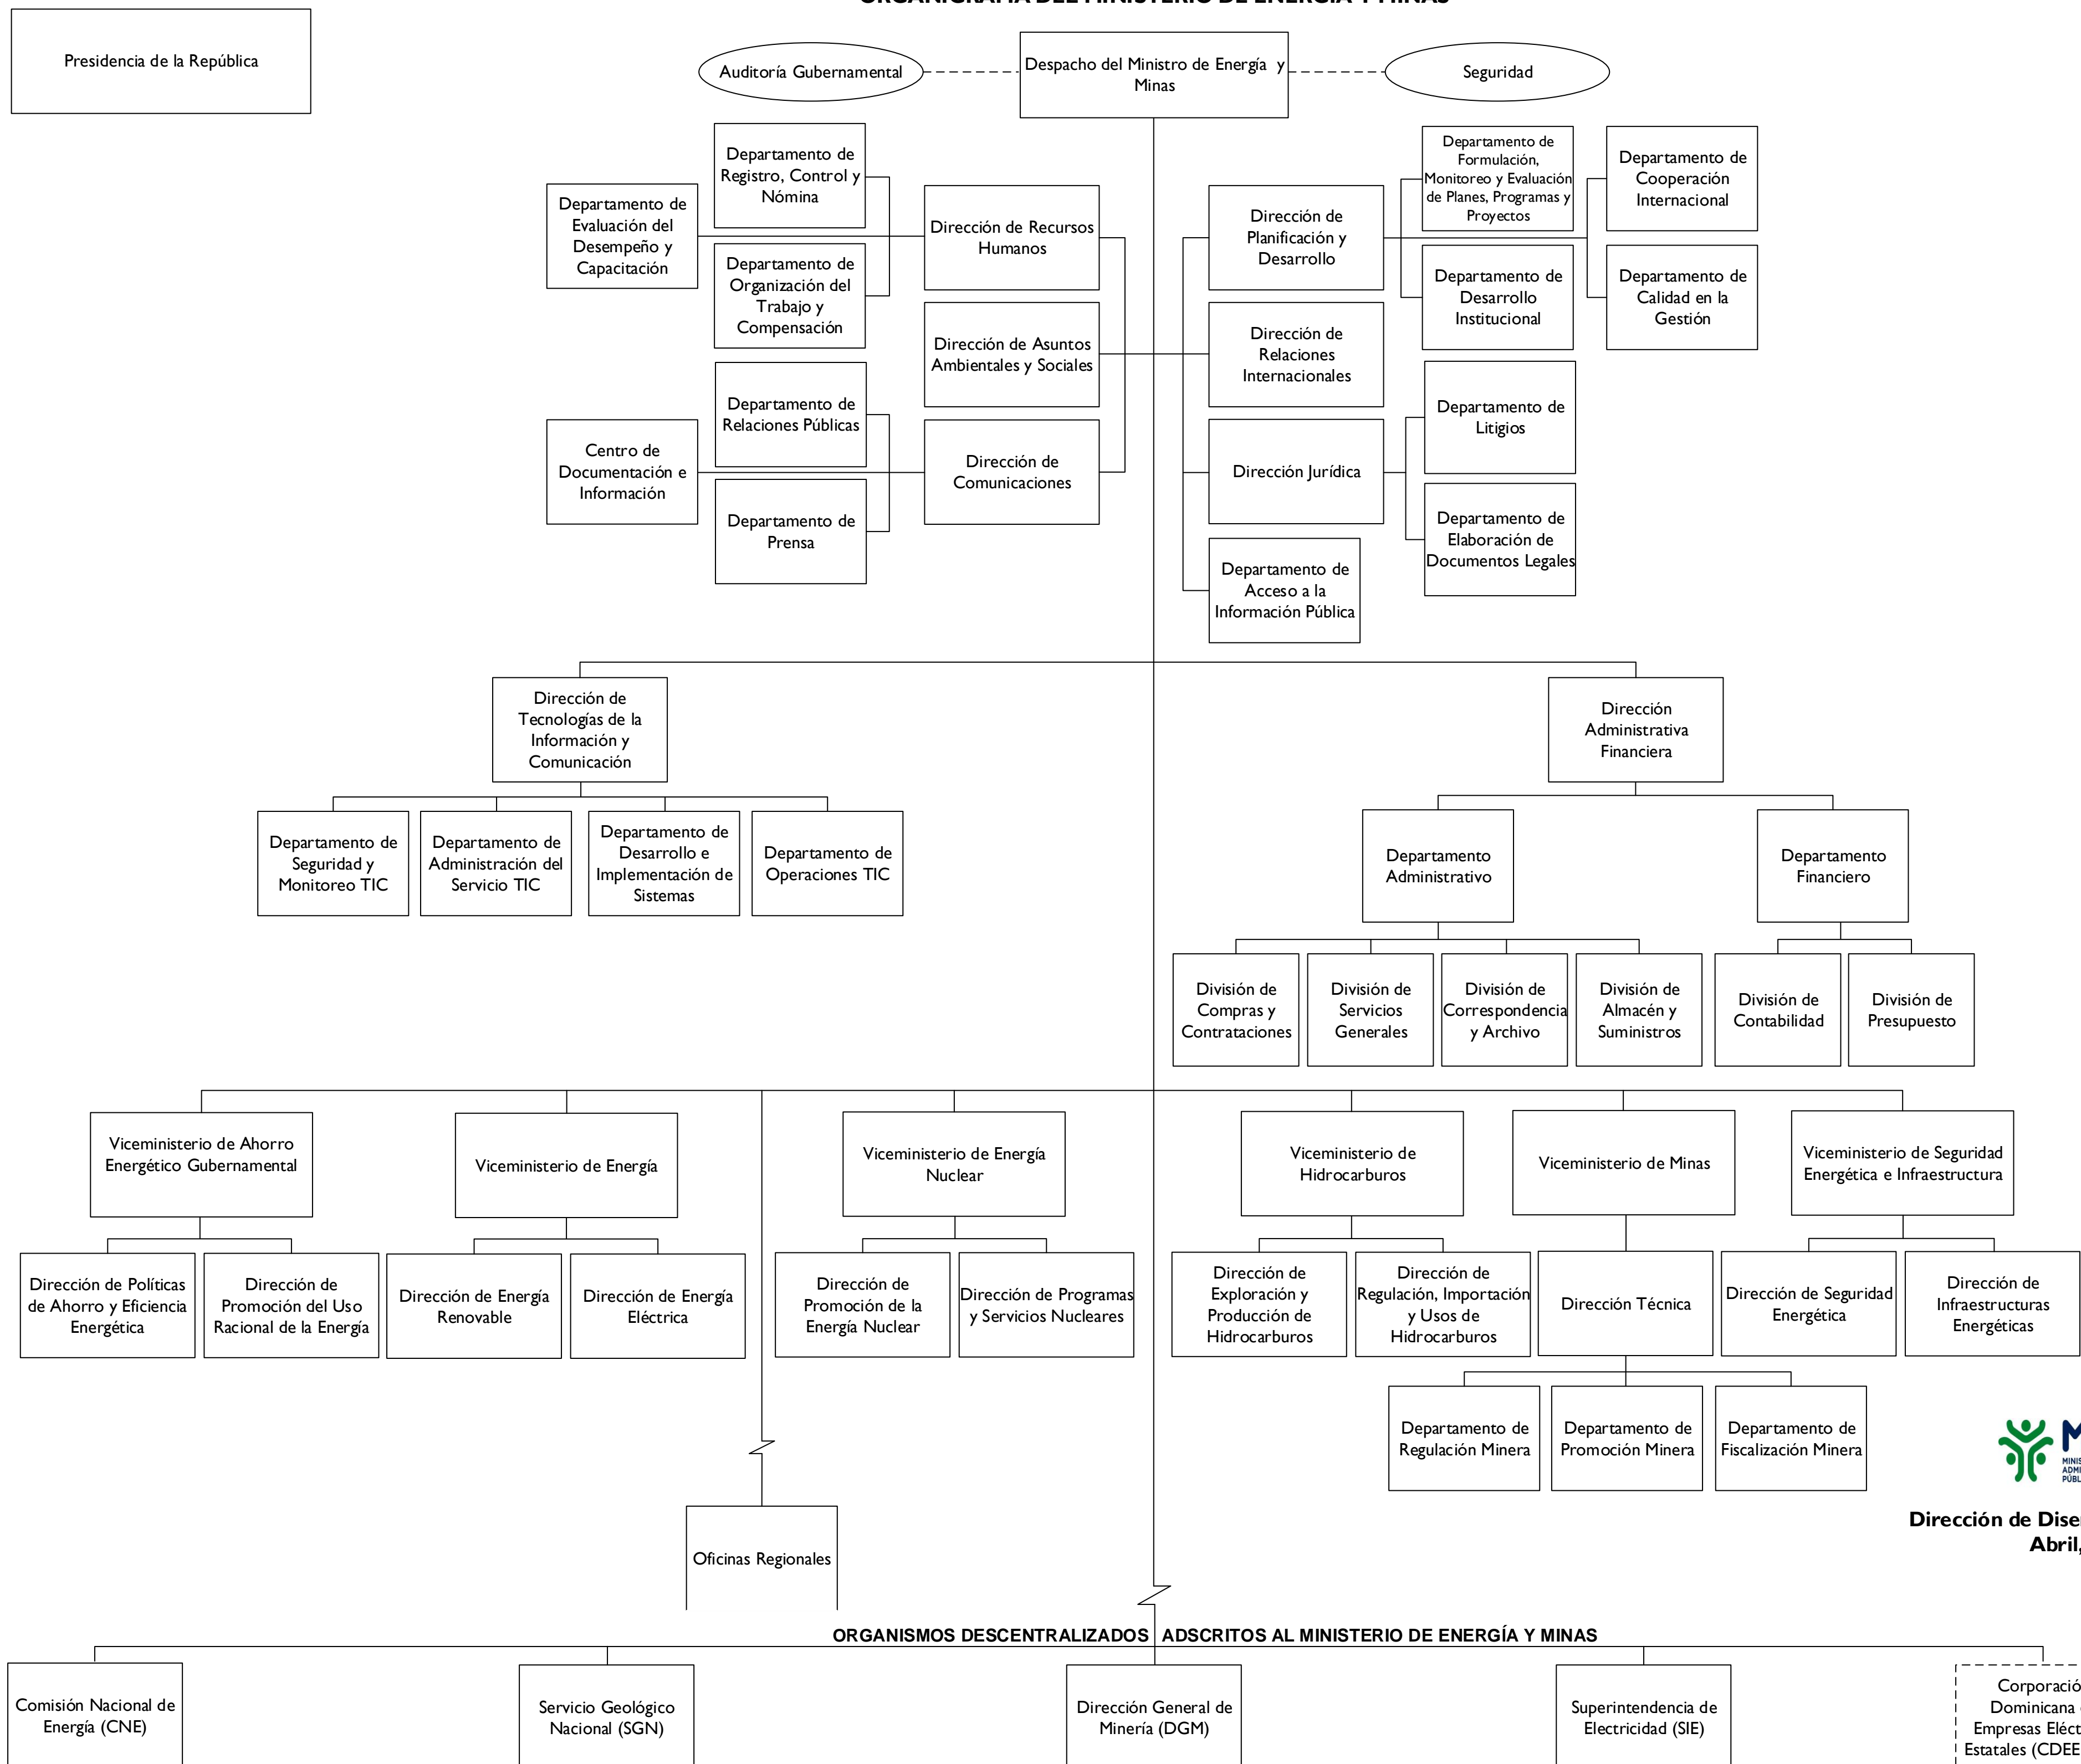 ORGANIGRAMA DEL MINISTERIO DE ENERGÍA Y MINAS
Presidencia de la República
Auditoría Gubernamental
Despacho del Ministro de Energía y
Minas
Seguridad
Departamento de
Registro, Control y
Nómina
Departamento de
Evaluación del
Desempeño y
Capacitación
Departamento de
Organización del
Trabajo y
Compensación
Dirección de Recursos
Humanos
Dirección de
Planificación y
Desarrollo
Departamento de
Formulación,
Monitoreo y Evaluación
de Planes, Programas y
Proyectos
Departamento de
Cooperación
Internacional
Departamento de
Desarrollo
Institucional
Departamento de
Calidad en la
Gestión
Dirección de Asuntos
Ambientales y Sociales
Dirección de
Relaciones
Internacionales
Departamento de
Relaciones Públicas
Centro de
Documentación e
Información
Departamento de
Prensa
Dirección de
Comunicaciones
Dirección Jurídica
Departamento de
Litigios
Departamento de
Elaboración de
Documentos Legales
Departamento de
Acceso a la
Información Pública
Dirección de
Tecnologías de la
Información y
Comunicación
Dirección
Administrativa
Financiera
Departamento de
Seguridad y
Monitoreo TIC
Departamento de
Administración del
Servicio TIC
Departamento de
Desarrollo e
Implementación de
Sistemas
Departamento de
Operaciones TIC
Departamento
Administrativo
Departamento
Financiero
División de
Compras y
Contrataciones
División de
Servicios
Generales
División de
Correspondencia
y Archivo
División de
Almacén y
Suministros
División de
Contabilidad
División de
Presupuesto
Viceministerio de Ahorro
Energético Gubernamental
Viceministerio de Energía
Viceministerio de Energía
Nuclear
Viceministerio de
Hidrocarburos
Viceministerio de Minas
Viceministerio de Seguridad
Energética e Infraestructura
Dirección de Políticas
de Ahorro y Eficiencia
Energética
Dirección de
Promoción del Uso
Racional de la Energía
Dirección de Energía
Renovable
Dirección de Energía
Eléctrica
Dirección de
Promoción de la
Energía Nuclear
Dirección de Programas
y Servicios Nucleares
Dirección de
Exploración y
Producción de
Hidrocarburos
Dirección de
Regulación, Importación
y Usos de
Hidrocarburos
Dirección Técnica
Dirección de Seguridad
Energética
Dirección de
Infraestructuras
Energéticas
Departamento de
Regulación Minera
Departamento de
Promoción Minera
Departamento de
Fiscalización Minera
Dirección de
Abril,
Oficinas Regionales
ORGANISMOS DESCENTRALIZADOS ADSCRITOS AL MINISTERIO DE ENERGÍA Y MINAS
Comisión Nacional de
Energía (CNE)
Servicio Geológico
Nacional (SGN)
Dirección General de
Minería (DGM)
Superintendencia de
Electricidad (SIE)
Dominicana
Empresas
Estatales